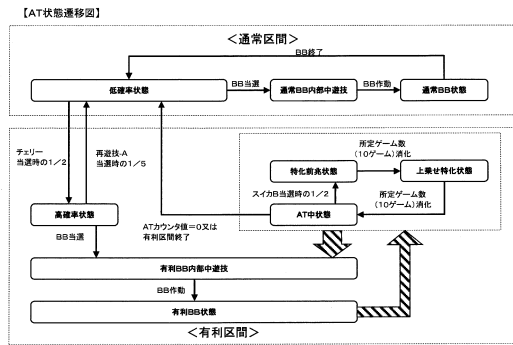 【AT状態遷移図】
＜通常区間＞
BB終了
低確率状態
BB当選
通常BB内部中遊技
BB作動
通常BB状態
チェリー
当選時の1／2
再遊技-A
当選時の1／5
所定ゲーム数
(10ゲーム)消化
特化前兆状態
上乗せ特化状態
スイカB当選時の1／2
所定ゲーム数
(10ゲーム)消化
高確率状態
AT中状態
ATカウンタ値＝0又は
有利区間終了
BB当選
有利BB内部中遊技
BB作動
有利BB状態
＜有利区間＞